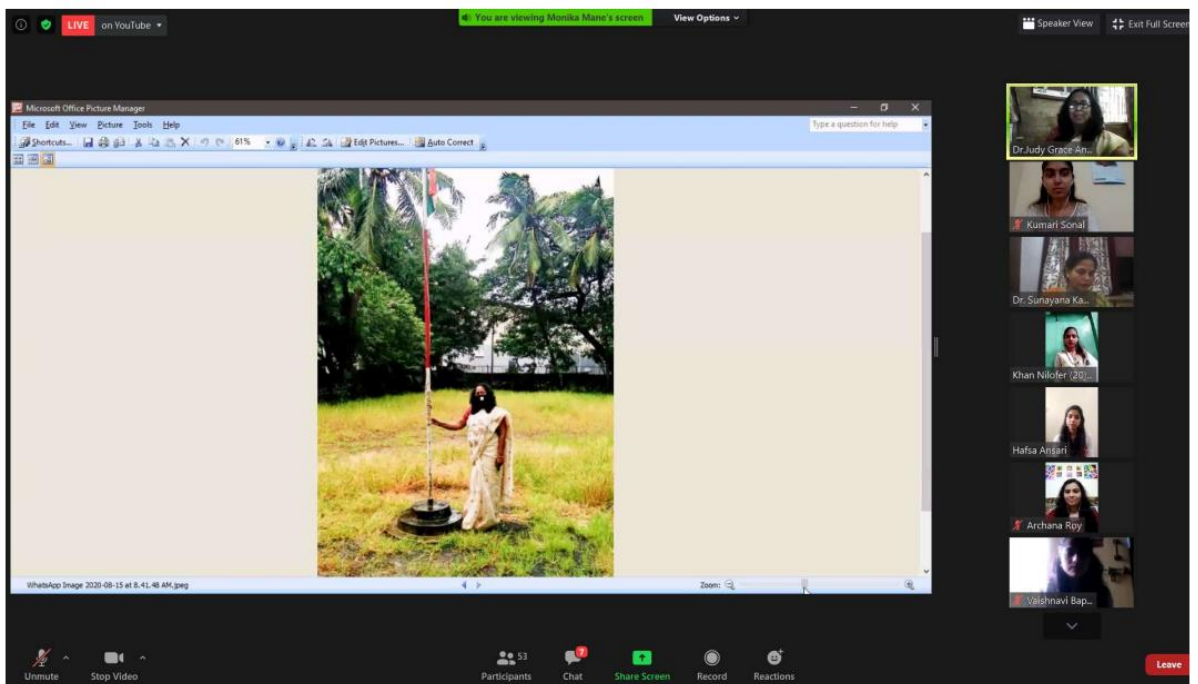 LIVE on YouTube
You are viewing Monika Mane's screen View Options
Speaker View Exit Full Screen
Microsoft Office Picture Manager
File Edit View Picture Tools Help
Type a question for help
Shortcuts... 61% Edit Pictures... Auto Correct
Dr.Judy Grace An...
Kumari Sonal
Dr. Sunayana Ka...
Khan Nilofer (20)...
Hafsa Ansari
Archana Roy
Vaishnavi Bap...
WhatsApp Image 2020-08-15 at 8.41.48 AM.jpeg Zoom:
Unmute Stop Video 53 Participants 7 Chat Share Screen Record Reactions Leave